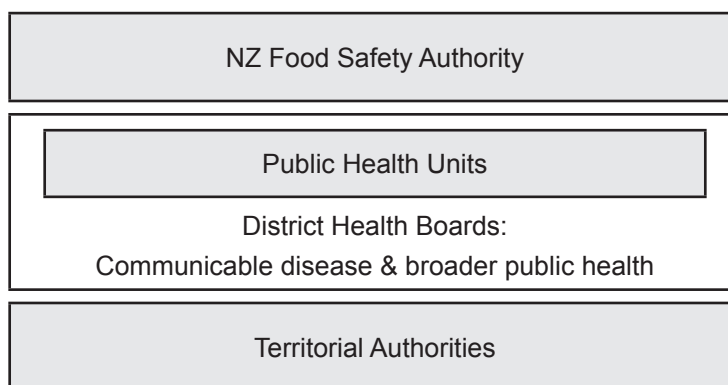 NZ Food Safety Authority
Public Health Units
District Health Boards:
Communicable disease & broader public health
Territorial Authorities